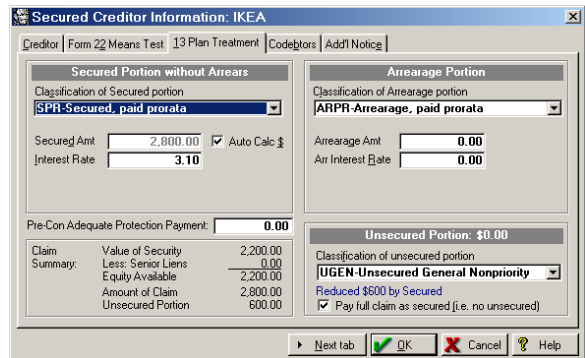 Secured Creditor Information: IKEA
Creditor Form 22 Means Test 13 Plan Treatment Codebtors Add'l Notice
Secured Portion without Arrears
Classification of Secured portion
SPR-Secured, paid prorata
Secured Amt 2,800.00 Auto Calc $
Interest Rate 3.10
Arrearage Portion
Classification of Arrearage portion
ARPR-Arrearage, paid prorata
Arrearage Amt 0.00
Arr Interest Rate 0.00
Pre-Con Adequate Protection Payment: 0.00
Claim Summary:
Value of Security 2,200.00
Less: Senior Liens 0.00
Equity Available 2,200.00
Amount of Claim 2,800.00
Unsecured Portion 600.00
Unsecured Portion: $0.00
Classification of unsecured portion
UGEN-Unsecured General Nonpriority
Reduced $600 by Secured
Pay full claim as secured (i.e. no unsecured)
Next tab OK Cancel Help